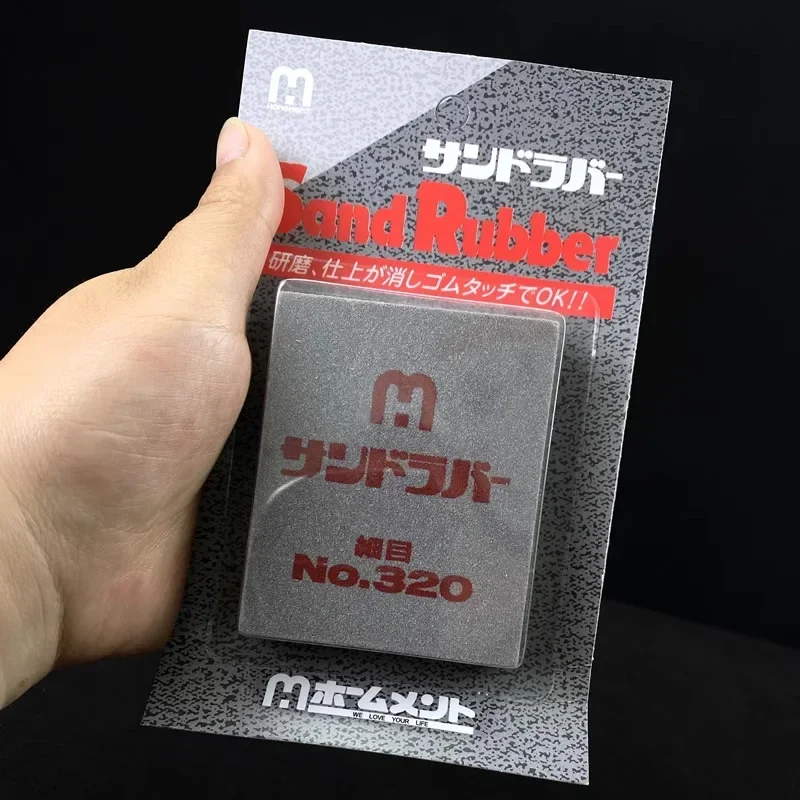 サンドラバー
Sand Rubber
研磨、仕上が消しゴムタッチでOK!!
サンドラバー
細目
No.320
ホームメント
WE LOVE YOUR LIFE